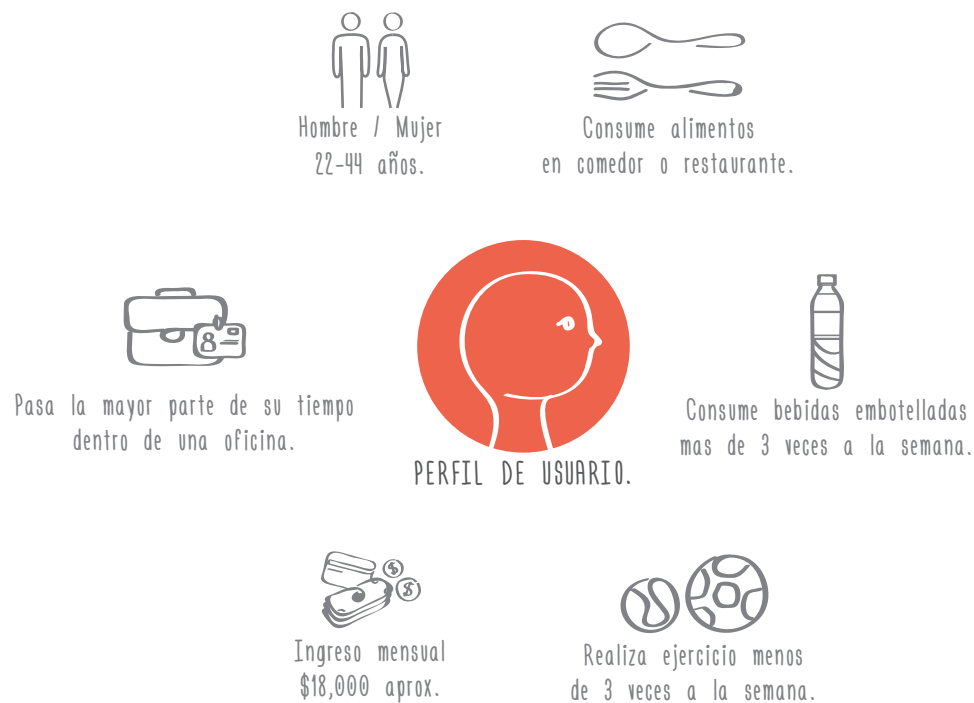 Hombre / Mujer
22-44 años.
Consume alimentos
en comedor o restaurante.
Pasa la mayor parte de su tiempo
dentro de una oficina.
PERFIL DE USUARIO.
Consume bebidas embotelladas
mas de 3 veces a la semana.
Ingreso mensual
$18,000 aprox.
Realiza ejercicio menos
de 3 veces a la semana.